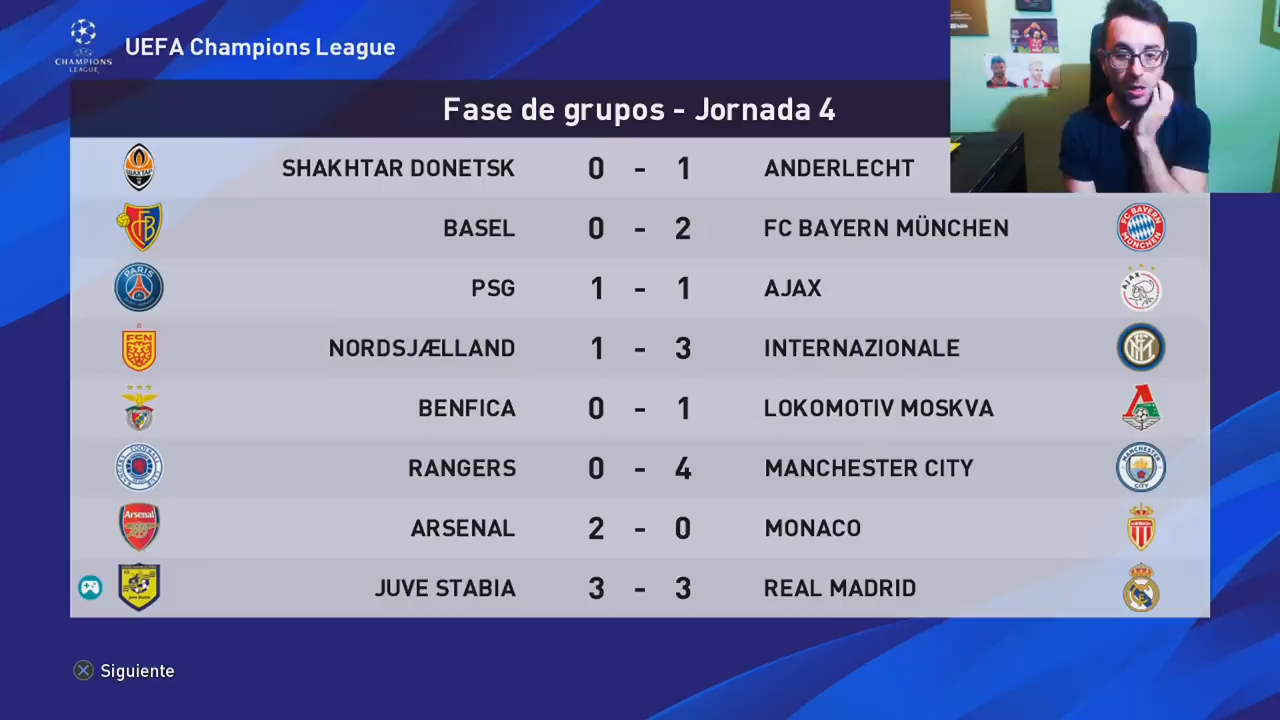 CHAMPIONS
LEAGUE
UEFA Champions League
Fase de grupos - Jornada 4
SHAKHTAR DONETSK 0 - 1 ANDERLECHT
BASEL 0 - 2 FC BAYERN MÜNCHEN
PSG 1 - 1 AJAX
NORDSJÆLLAND 1 - 3 INTERNAZIONALE
BENFICA 0 - 1 LOKOMOTIV MOSKVA
RANGERS 0 - 4 MANCHESTER CITY
ARSENAL 2 - 0 MONACO
JUVE STABIA 3 - 3 REAL MADRID
Siguiente